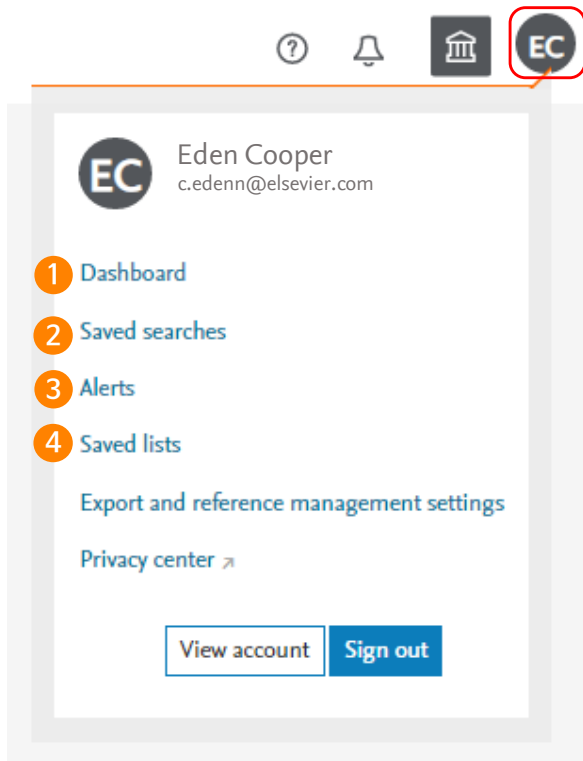 ?
EC
EC
Eden Cooper
c.edenn@elsevier.com
1 Dashboard
2 Saved searches
3 Alerts
4 Saved lists
Export and reference management settings
Privacy center ↗
View account Sign out